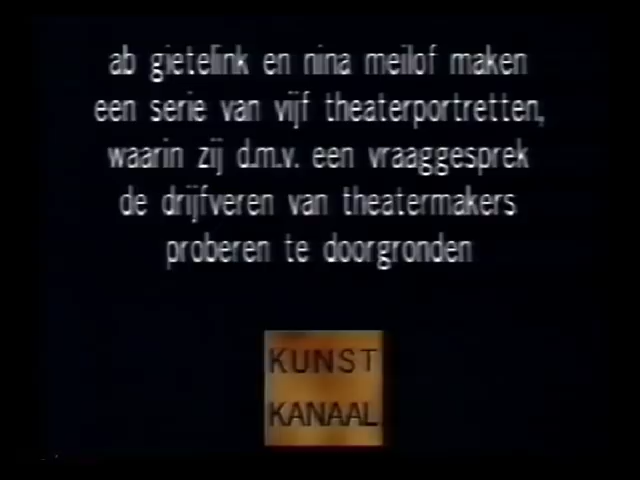 ab gietelink en nina meilof maken
een serie van vijf theaterportretten,
waarin zij d.m.v. een vraaggesprek
de drijfveren van theatermakers
proberen te doorgronden
KUNST
KANAAL